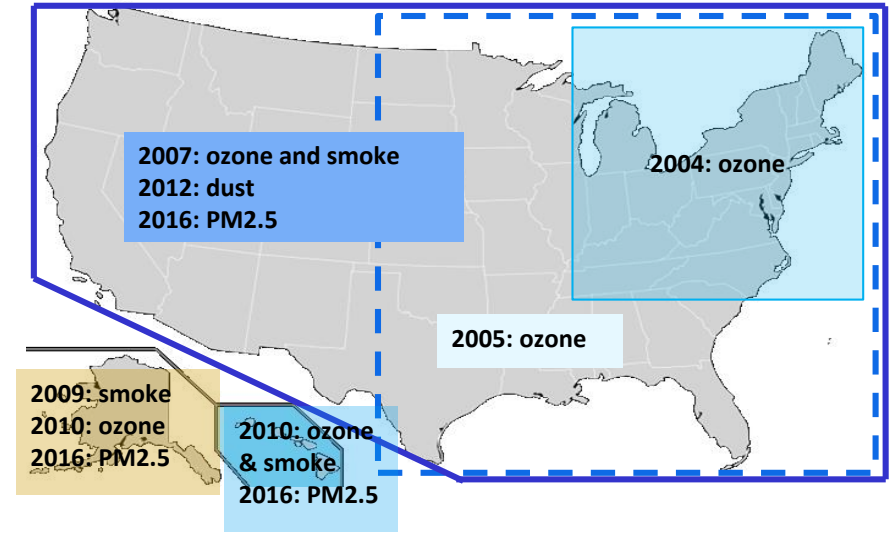 2007: ozone and smoke
2012: dust
2016: PM2.5
2004: ozone
2005: ozone
2009: smoke
2010: ozone
2016: PM2.5
2010: ozone
& smoke
2016: PM2.5